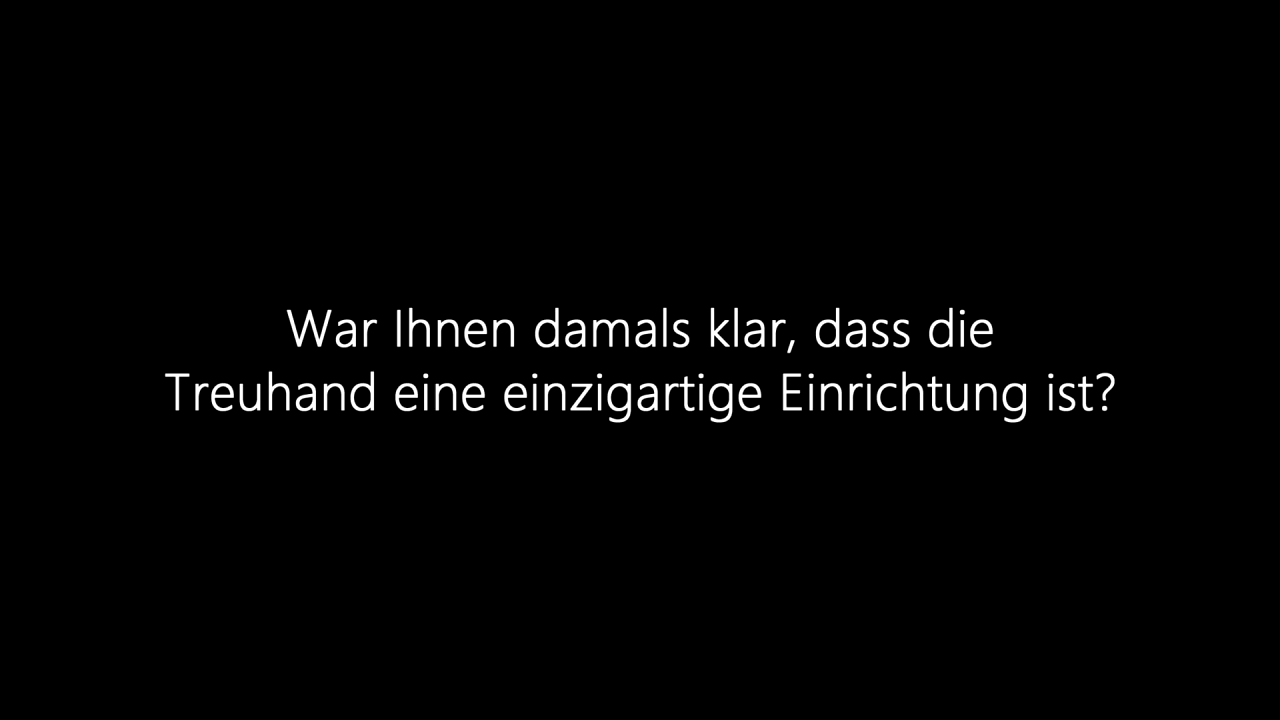 War Ihnen damals klar, dass die
Treuhand eine einzigartige Einrichtung ist?